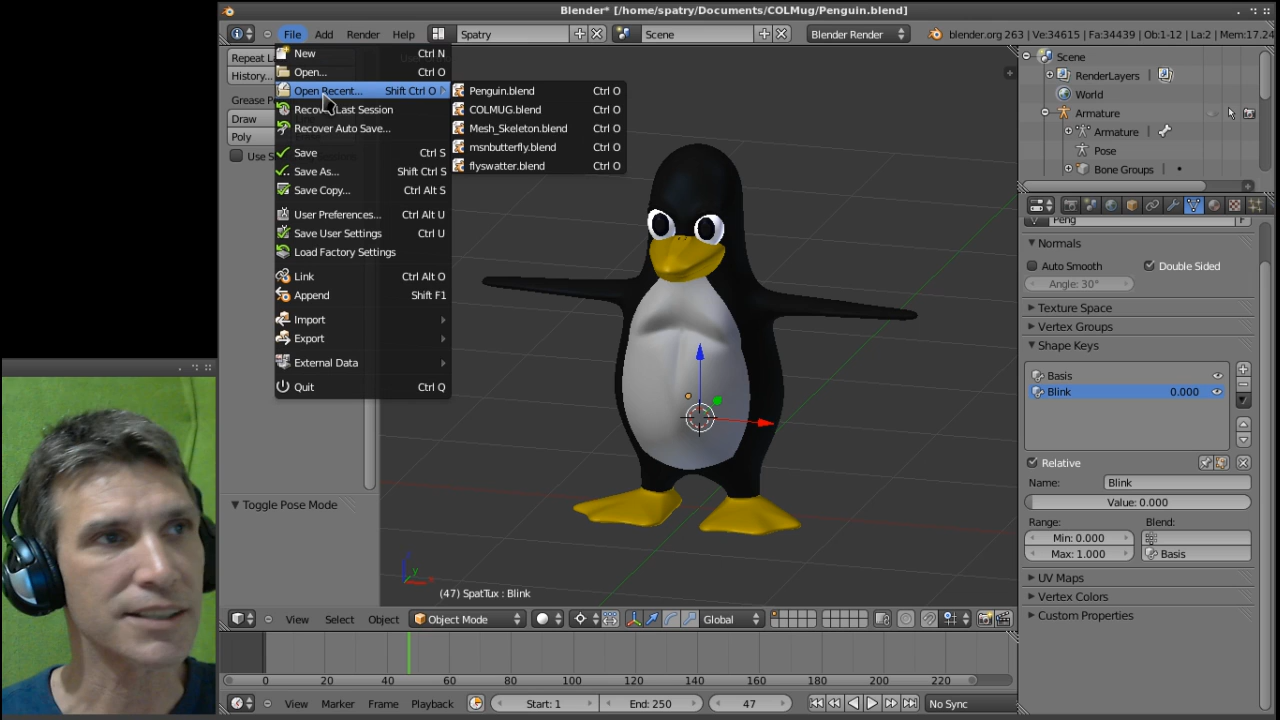 Blender* [/home/spatry/Documents/COLMug/Penguin.blend]
File Add Render Help Spatry Scene Blender Render blender.org 263 | Ve:34615 | Fa:34439 | Ob:1-12 | La:2 | Mem:17.24
New Ctrl N
Open... Ctrl O
Open Recent... Shift Ctrl O
Recover Last Session
Recover Auto Save...
Save Ctrl S
Save As... Shift Ctrl S
Save Copy... Ctrl Alt S
User Preferences... Ctrl Alt U
Save User Settings Ctrl U
Load Factory Settings
Link Ctrl Alt O
Append Shift F1
Import
Export
External Data
Quit Ctrl Q
Penguin.blend Ctrl O
COLMUG.blend Ctrl O
Mesh_Skeleton.blend Ctrl O
msnbutterfly.blend Ctrl O
flyswatter.blend Ctrl O
Repeat L
History...
Grease P
Draw
Poly
Use S
Toggle Pose Mode
(47) SpatTux : Blink
View Select Object Object Mode Global
0 20 40 60 80 100 120 140 160 180 200 220
View Marker Frame Playback Start: 1 End: 250 47 No Sync
Scene
RenderLayers
World
Armature
Armature
Pose
Bone Groups
Peng F
Normals
Auto Smooth Double Sided
Angle: 30°
Texture Space
Vertex Groups
Shape Keys
Basis
Blink 0.000
Relative
Name: Blink
Value: 0.000
Range: Blend:
Min: 0.000
Max: 1.000 Basis
UV Maps
Vertex Colors
Custom Properties